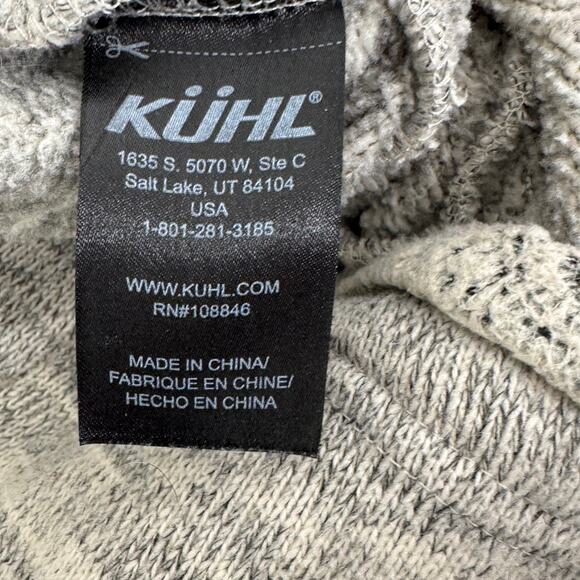 KÜHL®
1635 S. 5070 W, Ste C
Salt Lake, UT 84104
USA
1-801-281-3185
WWW.KUHL.COM
RN#108846
MADE IN CHINA/
FABRIQUE EN CHINE/
HECHO EN CHINA